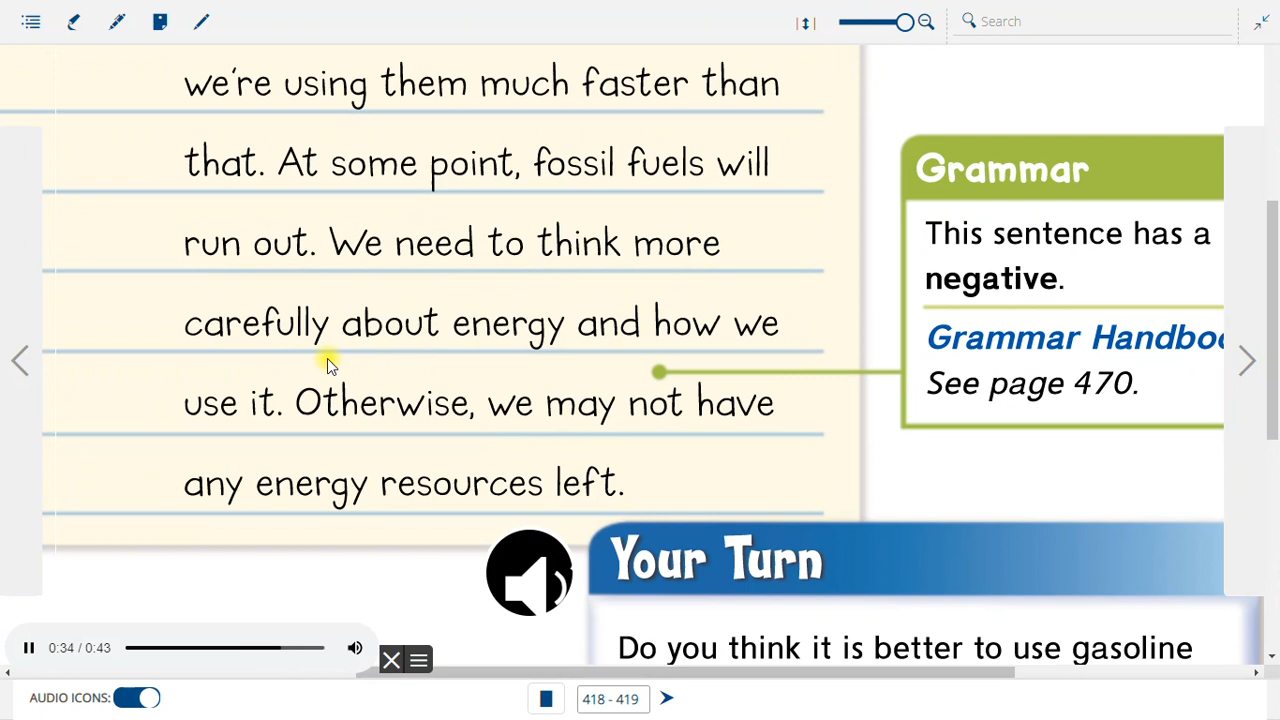 Search
we're using them much faster than
that. At some point, fossil fuels will
run out. We need to think more
carefully about energy and how we
use it. Otherwise, we may not have
any energy resources left.
Grammar
This sentence has a
negative.
Grammar Handboo
See page 470.
Your Turn
Do you think it is better to use gasoline
0:34 / 0:43
AUDIO ICONS:
418 - 419